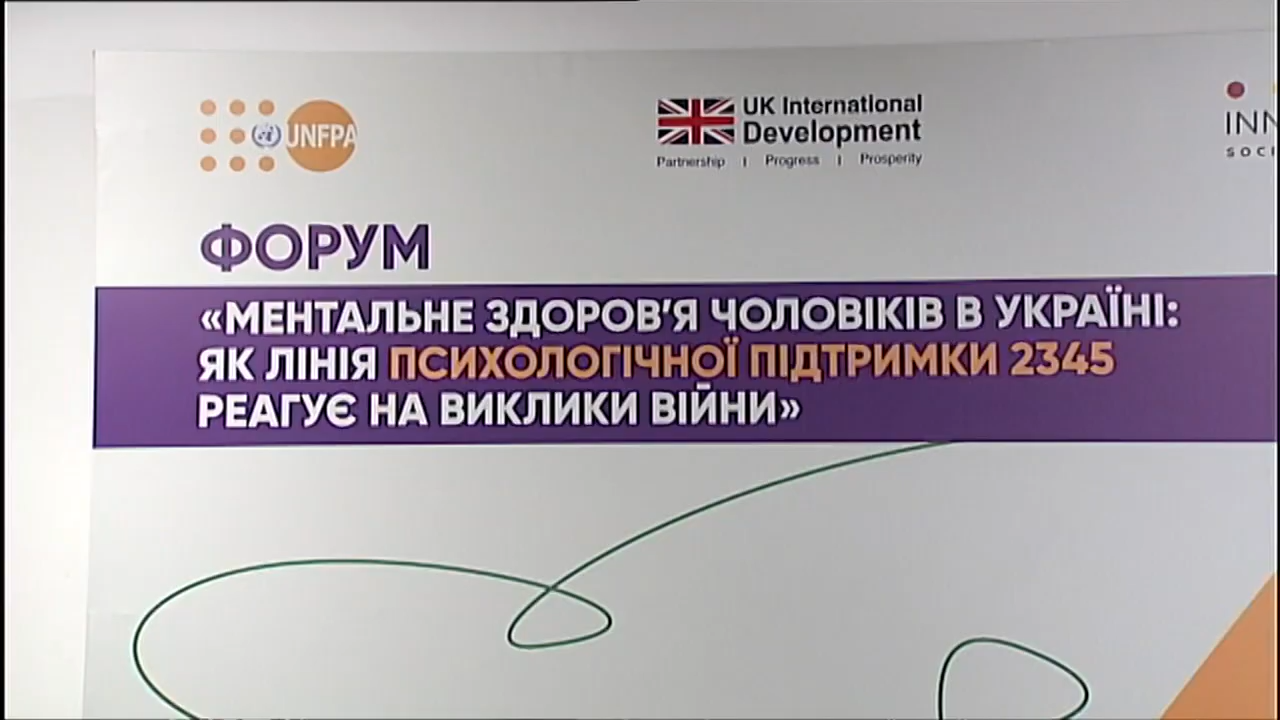 UNFPA
UK International
Development
Partnership | Progress | Prosperity
ФОРУМ
«МЕНТАЛЬНЕ ЗДОРОВ'Я ЧОЛОВІКІВ В УКРАЇНІ:
ЯК ЛІНІЯ ПСИХОЛОГІЧНОЇ ПІДТРИМКИ 2345
РЕАГУЄ НА ВИКЛИКИ ВІЙНИ»